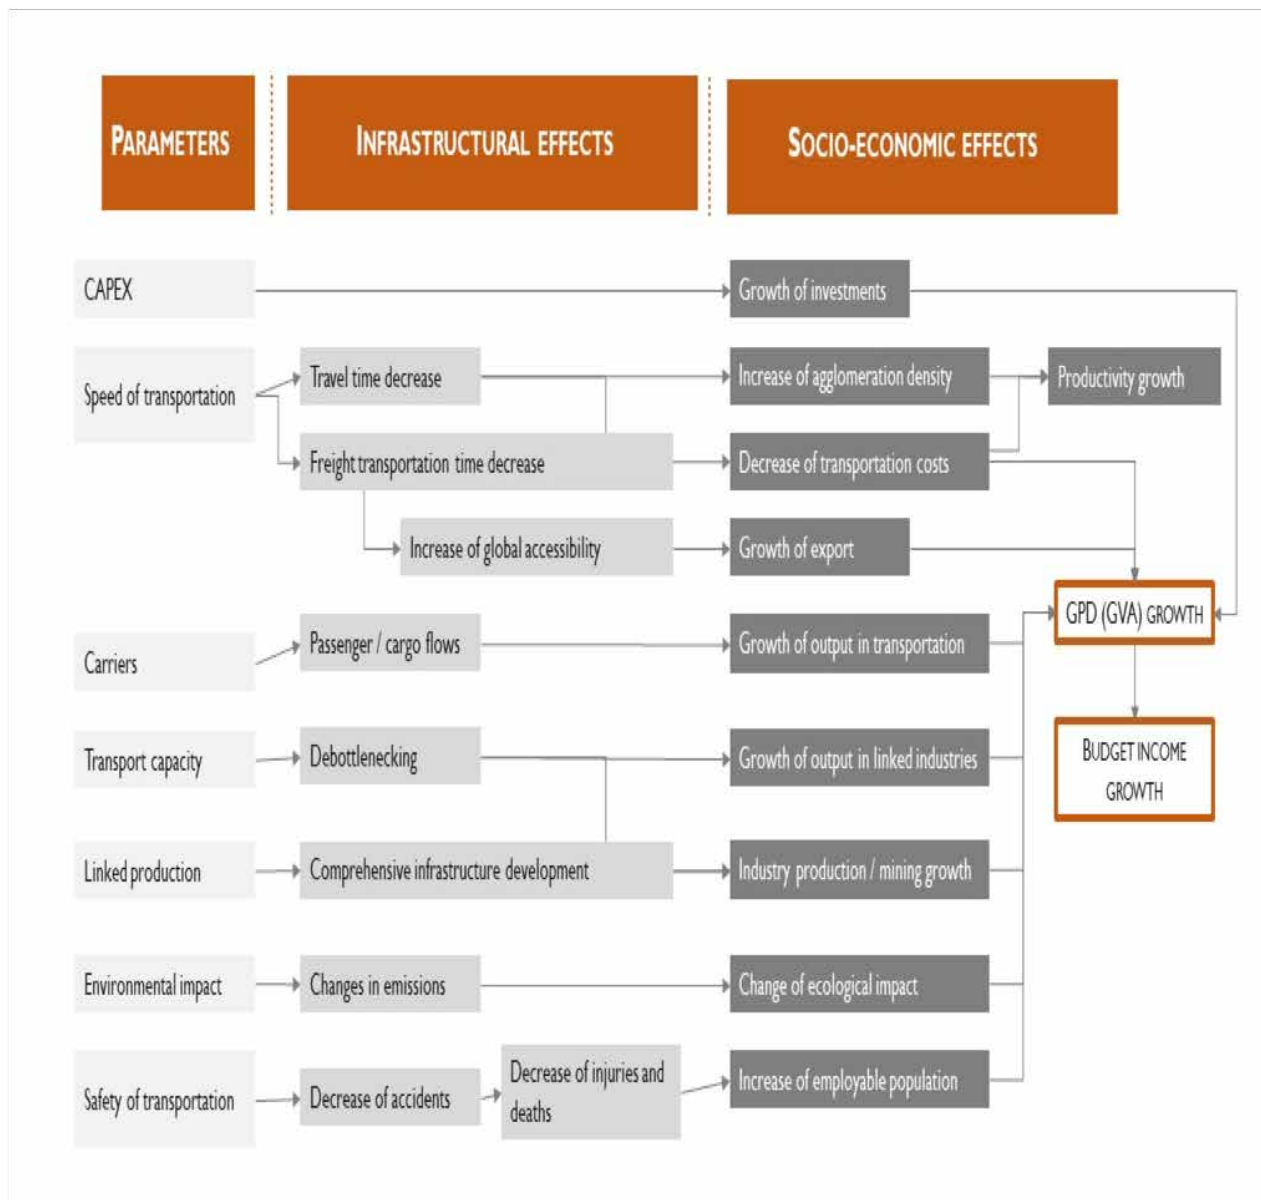 PARAMETERS
INFRASTRUCTURAL EFFECTS
SOCIO-ECONOMIC EFFECTS
CAPEX
Growth of investments
Speed of transportation
Travel time decrease
Increase of agglomeration density
Productivity growth
Freight transportation time decrease
Decrease of transportation costs
Increase of global accessibility
Growth of export
GPD (GVA) GROWTH
Carriers
Passenger / cargo flows
Growth of output in transportation
Transport capacity
Debottlenecking
Growth of output in linked industries
BUDGET INCOME
GROWTH
Linked production
Comprehensive infrastructure development
Industry production / mining growth
Environmental impact
Changes in emissions
Change of ecological impact
Safety of transportation
Decrease of accidents
Decrease of injuries and
deaths
Increase of employable population